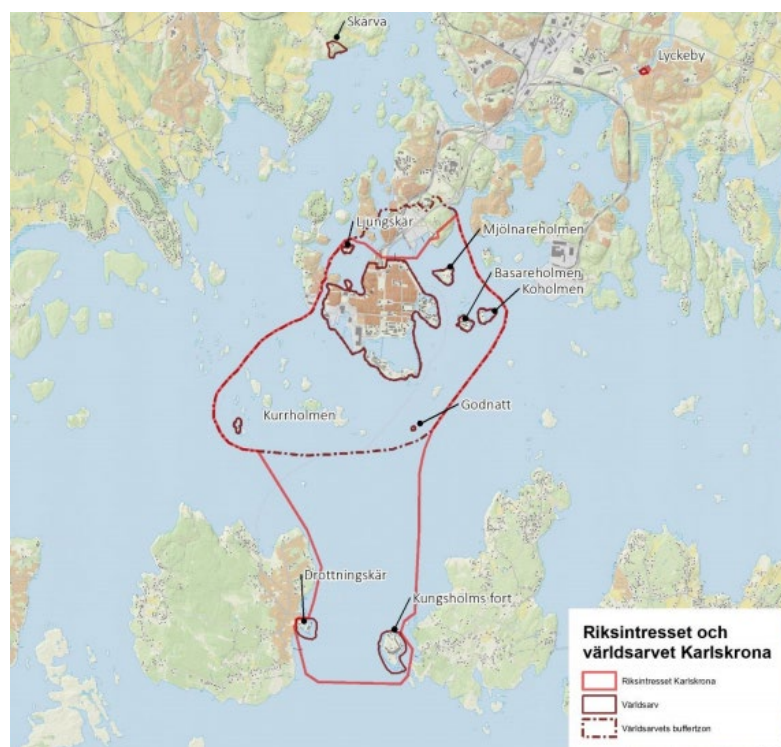 Skärva
Lyckeby
Ljungskär
Mjölnareholmen
Basareholmen
Koholmen
Kurrholmen
Godnatt
Drottningskär
Kungsholms fort
Riksintresset och
världsarvet Karlskrona
Riksintresset Karlskrona
Världsarv
Världsarvets buffertzon